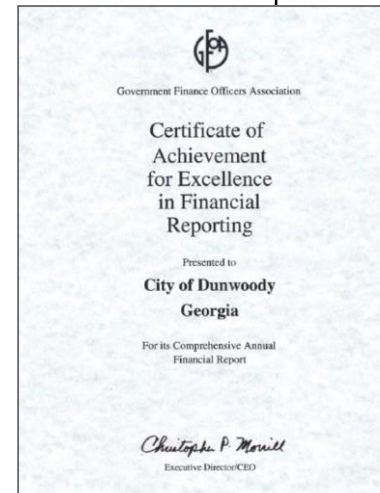 GFOA
Government Finance Officers Association
Certificate of
Achievement
for Excellence
in Financial
Reporting
Presented to
City of Dunwoody
Georgia
For its Comprehensive Annual
Financial Report
Christopher P. Morrill
Executive Director/CEO